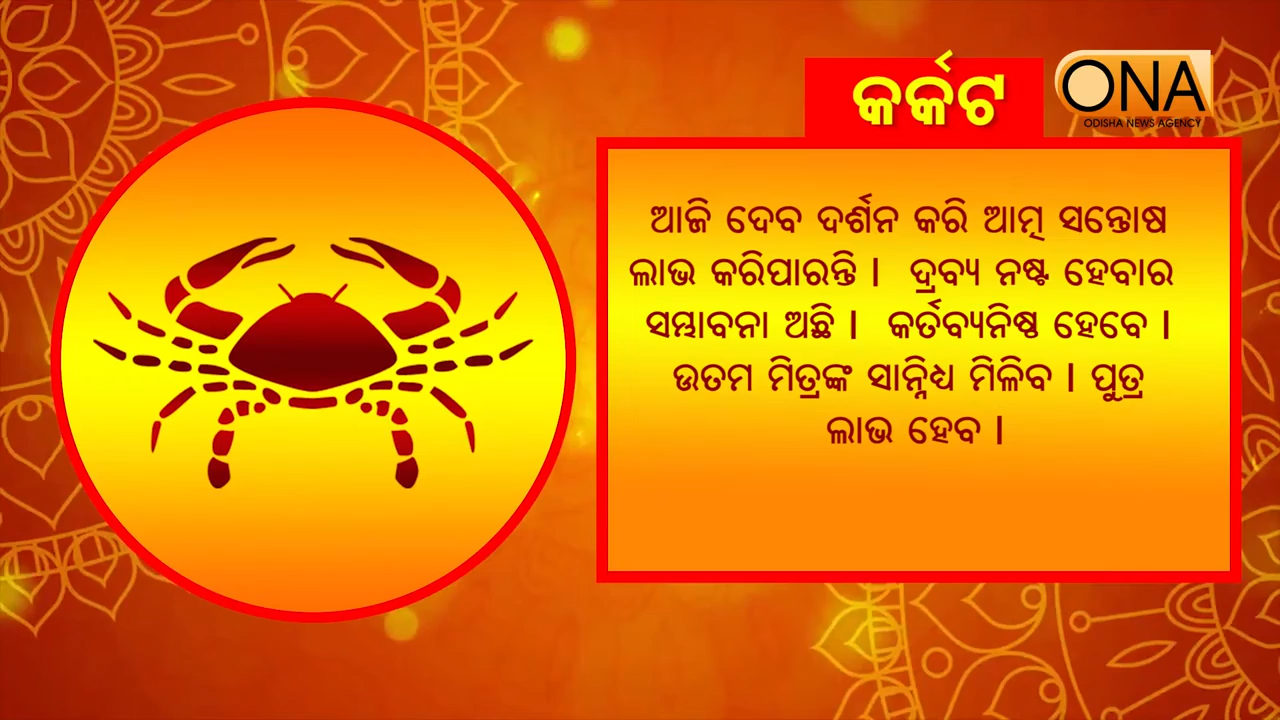 କର୍କଟ
ONA
ODISHA NEWS AGENCY
ଆଜି ଦେବ ଦର୍ଶନ କରି ଆତ୍ମ ସନ୍ତୋଷ
ଲାଭ କରିପାରନ୍ତି । ଦ୍ରବ୍ୟ ନଷ୍ଟ ହେବାର
ସମ୍ଭାବନା ଅଛି । କର୍ତବ୍ୟନିଷ୍ଠ ହେବେ ।
ଉତମ ମିତ୍ରଙ୍କ ସାନ୍ନିଧ୍ୟ ମିଳିବ । ପୁତ୍ର
ଲାଭ ହେବ ।